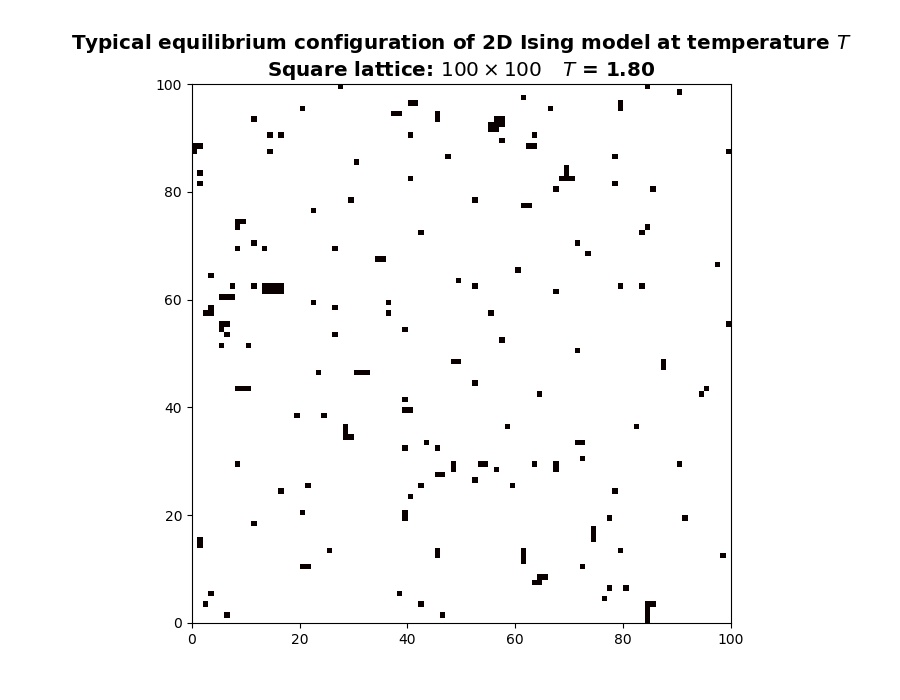 Typical equilibrium configuration of 2D Ising model at temperature T
Square lattice: 100 × 100 T = 1.80
100
80
60
40
20
0
0 20 40 60 80 100